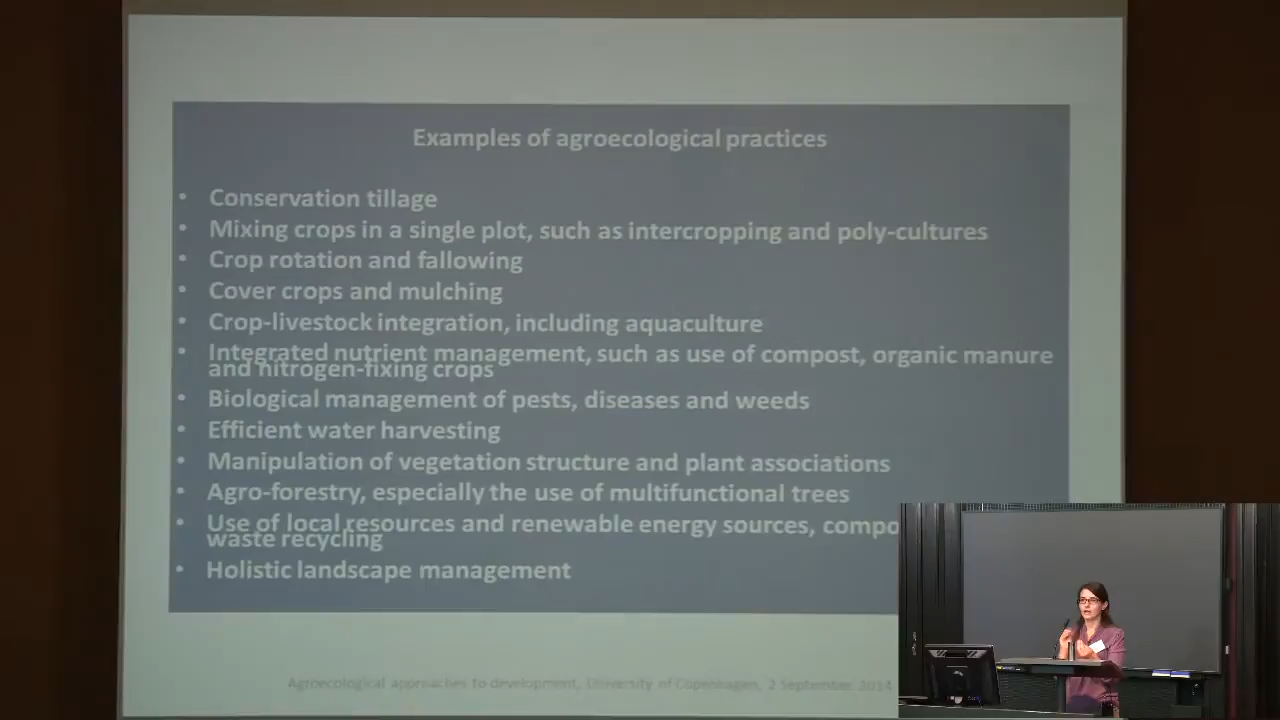 Examples of agroecological practices
• Conservation tillage
• Mixing crops in a single plot, such as intercropping and poly-cultures
• Crop rotation and fallowing
• Cover crops and mulching
• Crop-livestock integration, including aquaculture
• Integrated nutrient management, such as use of compost, organic manure
and nitrogen-fixing crops
• Biological management of pests, diseases and weeds
• Efficient water harvesting
• Manipulation of vegetation structure and plant associations
• Agro-forestry, especially the use of multifunctional trees
• Use of local resources and renewable energy sources, compo
waste recycling
• Holistic landscape management
Agroecological approaches to development, University of Copenhagen, 2 September 2014